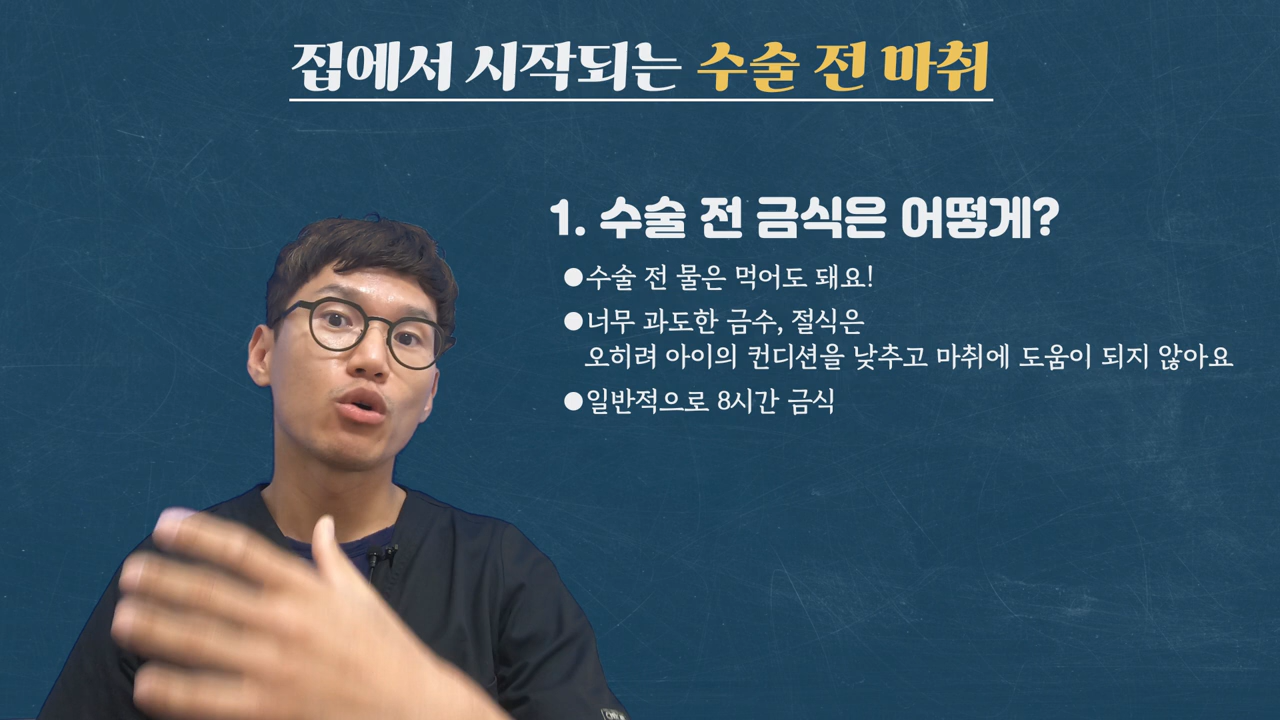 집에서 시작되는 수술 전 마취
1. 수술 전 금식은 어떻게?
●수술 전 물은 먹어도 돼요!
●너무 과도한 금수, 절식은
오히려 아이의 컨디션을 낮추고 마취에 도움이 되지 않아요
●일반적으로 8시간 금식